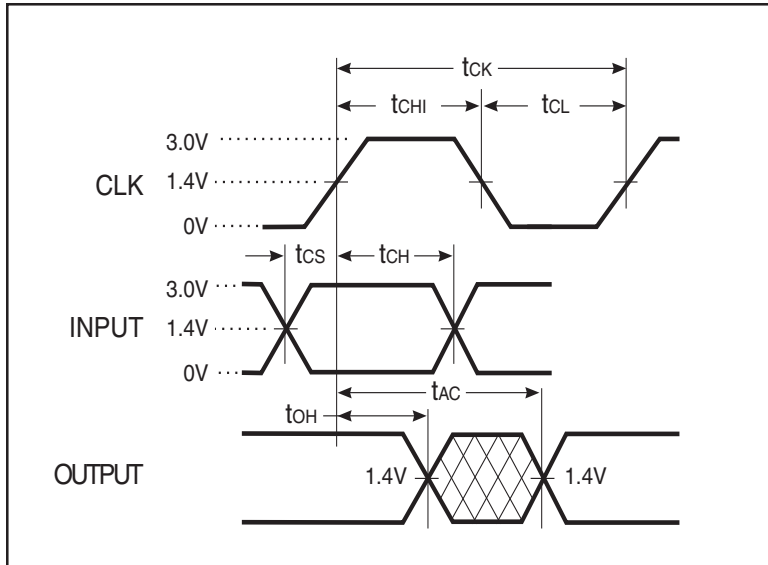 tCK
tCHI tCL
3.0V
CLK 1.4V
0V
tCS tCH
3.0V
INPUT 1.4V
0V
tAC
tOH
OUTPUT 1.4V 1.4V